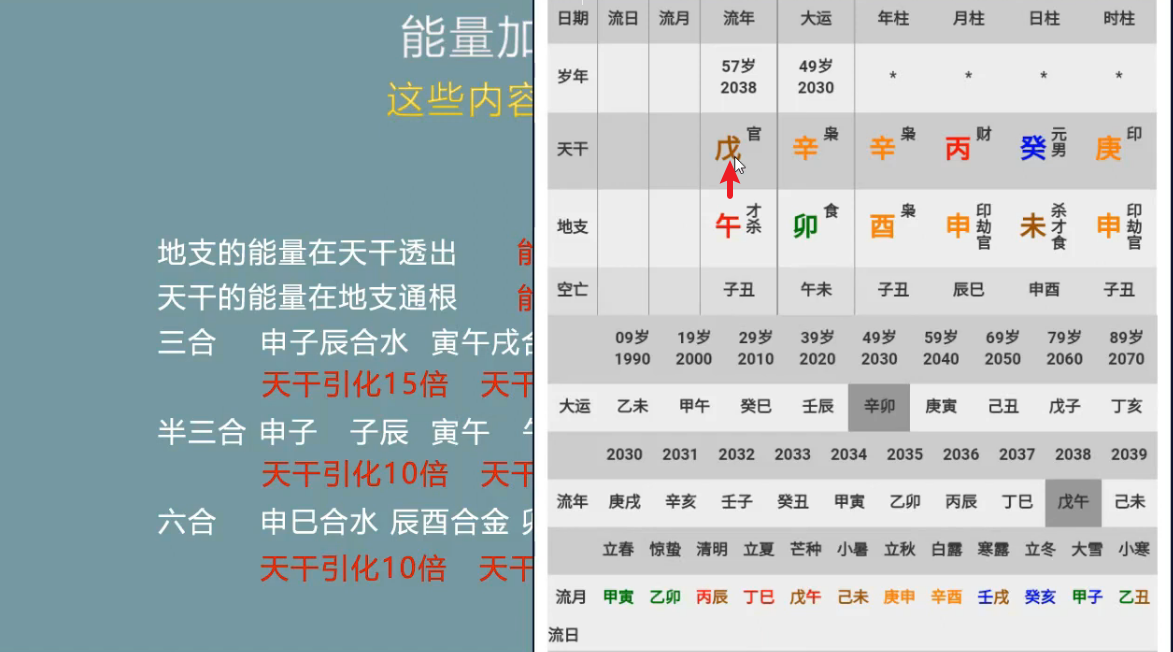 能量加
这些内容
地支的能量在天干透出 能
天干的能量在地支通根 能
三合 申子辰合水 寅午戌合
天干引化15倍 天干
半三合 申子 子辰 寅午 午
天干引化10倍 天干
六合 申巳合水 辰酉合金 卯
天干引化10倍 天干
日期 流日 流月 流年 大运 年柱 月柱 日柱 时柱
岁年 57岁 49岁 * * * *
2038 2030
天干 戊 官 辛 枭 辛 枭 丙 财 癸 元男 庚 印
地支 午 才杀 卯 食 酉 枭 申 印劫官 未 杀才食 申 印劫官
空亡 子丑 午未 子丑 辰巳 申酉 子丑
09岁 19岁 29岁 39岁 49岁 59岁 69岁 79岁 89岁
1990 2000 2010 2020 2030 2040 2050 2060 2070
大运 乙未 甲午 癸巳 壬辰 辛卯 庚寅 己丑 戊子 丁亥
2030 2031 2032 2033 2034 2035 2036 2037 2038 2039
流年 庚戌 辛亥 壬子 癸丑 甲寅 乙卯 丙辰 丁巳 戊午 己未
立春 惊蛰 清明 立夏 芒种 小暑 立秋 白露 寒露 立冬 大雪 小寒
流月 甲寅 乙卯 丙辰 丁巳 戊午 己未 庚申 辛酉 壬戌 癸亥 甲子 乙丑
流日